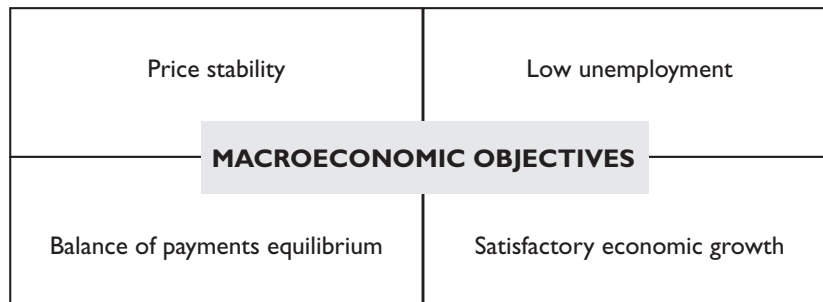 Price stability
Low unemployment
MACROECONOMIC OBJECTIVES
Balance of payments equilibrium
Satisfactory economic growth